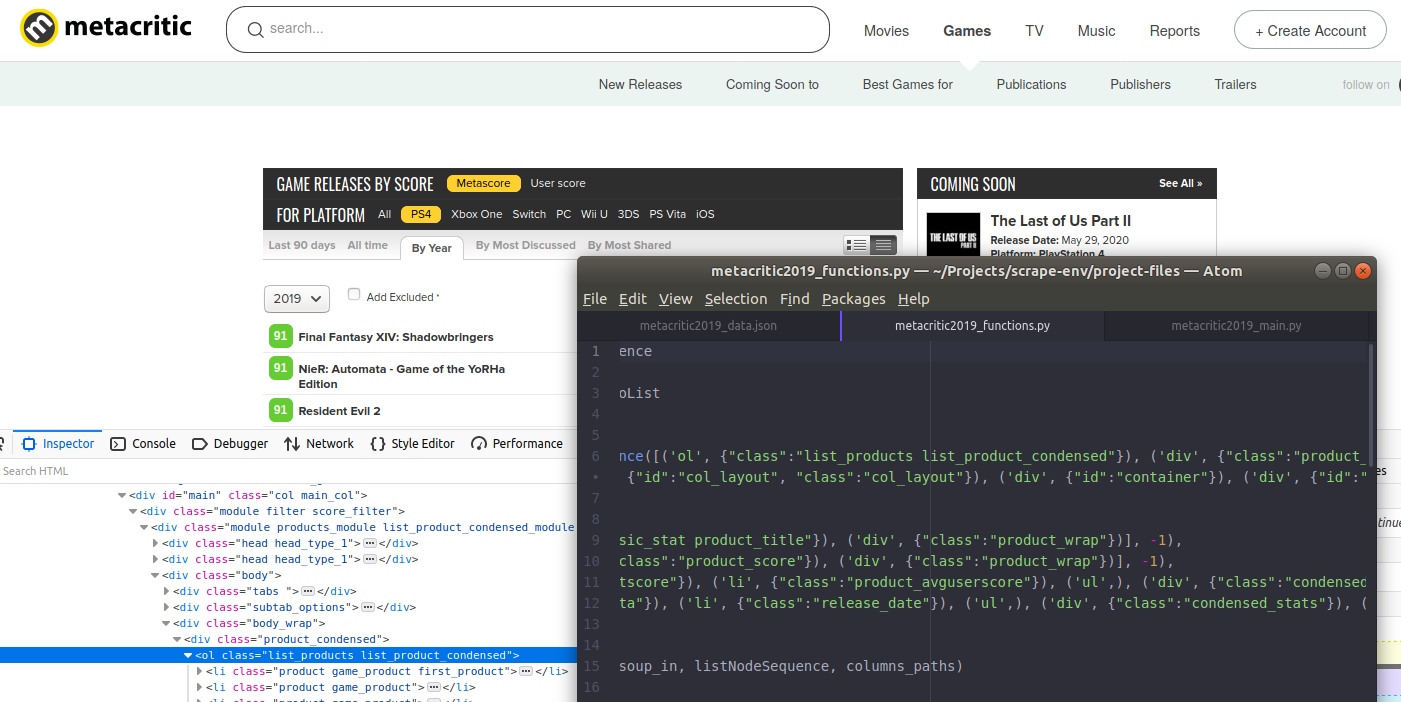 metacritic
search...
Movies Games TV Music Reports + Create Account
New Releases Coming Soon to Best Games for Publications Publishers Trailers follow on
GAME RELEASES BY SCORE Metascore User score
FOR PLATFORM All PS4 Xbox One Switch PC Wii U 3DS PS Vita iOS
Last 90 days All time By Year By Most Discussed By Most Shared
2019 Add Excluded *
91 Final Fantasy XIV: Shadowbringers
91 NieR: Automata - Game of the YoRHa
Edition
91 Resident Evil 2
COMING SOON See All »
THE LAST OF US
PART II
The Last of Us Part II
Release Date: May 29, 2020
Platform: PlayStation 4
metacritic2019_functions.py — ~/Projects/scrape-env/project-files — Atom
File Edit View Selection Find Packages Help
metacritic2019_data.json metacritic2019_functions.py metacritic2019_main.py
1 ence
2
3 oList
4
5
6 nce([('ol', {"class":"list_products list_product_condensed"}), ('div', {"class":"product_
• {"id":"col_layout", "class":"col_layout"}), ('div', {"id":"container"}), ('div', {"id":"
7
8
9 sic_stat product_title"}), ('div', {"class":"product_wrap"})], -1),
10 class":"product_score"}), ('div', {"class":"product_wrap"})], -1),
11 tscore"}), ('li', {"class":"product_avguserscore"}), ('ul',), ('div', {"class":"condensed
12 ta"}), ('li', {"class":"release_date"}), ('ul',), ('div', {"class":"condensed_stats"}), (
13
14
15 soup_in, listNodeSequence, columns_paths)
16
Inspector Console Debugger Network Style Editor Performance
Search HTML
<div id="main" class="col main_col">
<div class="module filter score_filter">
<div class="module products_module list_product_condensed_module
<div class="head head_type_1">⋯</div>
<div class="head head_type_1">⋯</div>
<div class="body">
<div class="tabs ">⋯</div>
<div class="subtab_options">⋯</div>
<div class="body_wrap">
<div class="product_condensed">
<ol class="list_products list_product_condensed">
<li class="product game_product first_product">⋯</li>
<li class="product game_product">⋯</li>
es
tinue